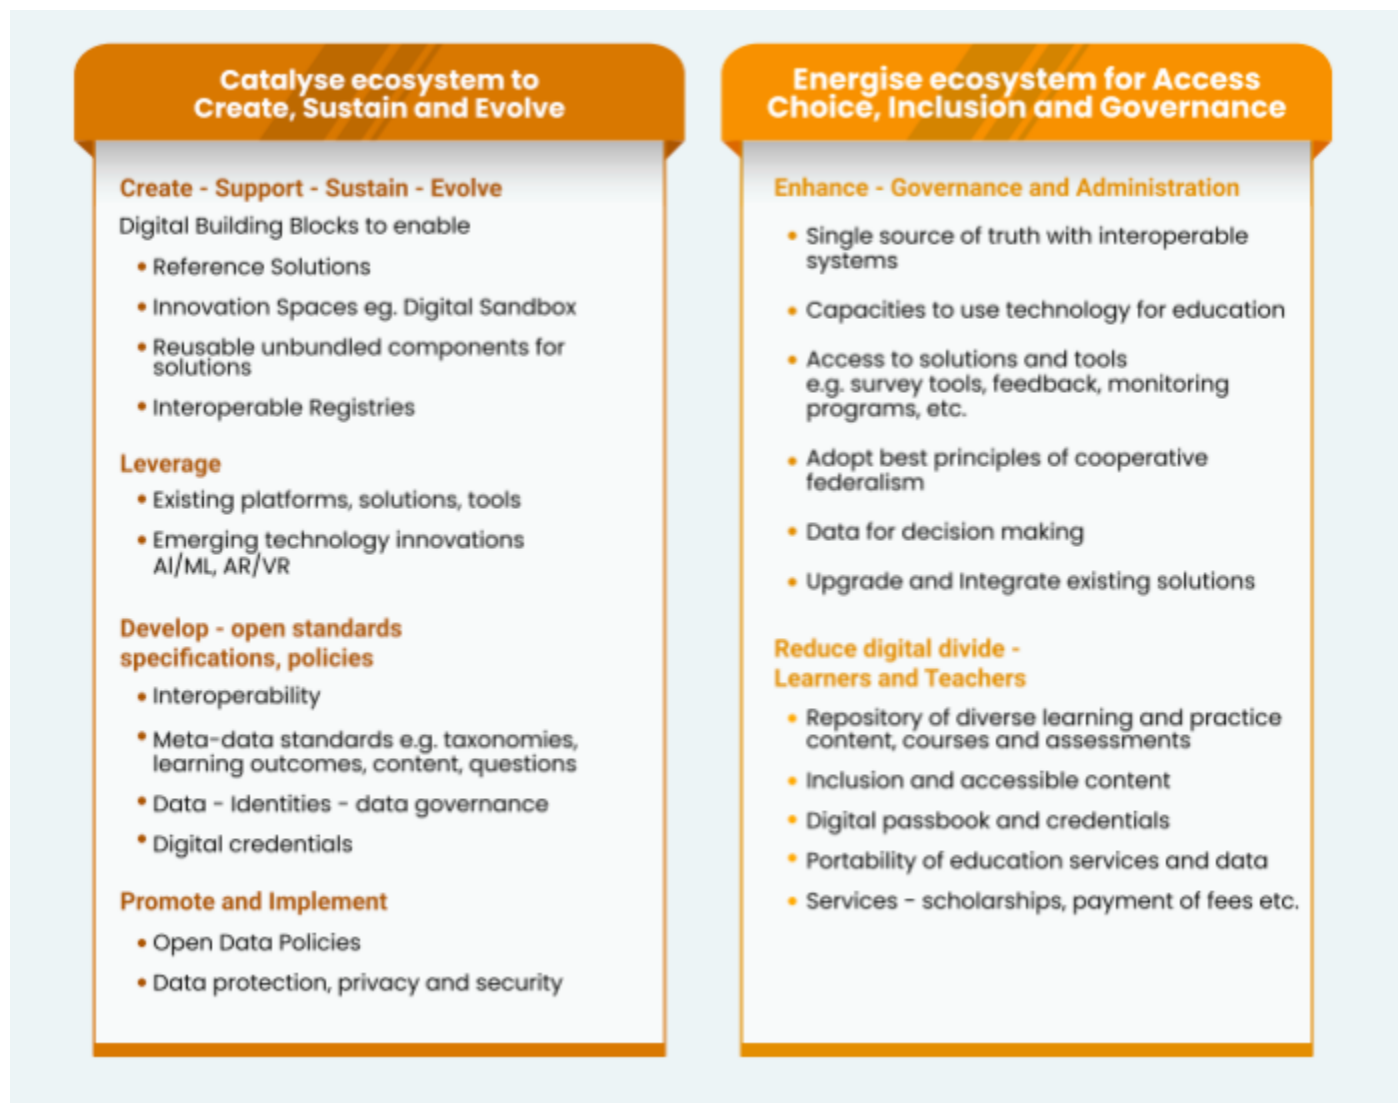 Catalyse ecosystem to
Create, Sustain and Evolve
Create - Support - Sustain - Evolve
Digital Building Blocks to enable
• Reference Solutions
• Innovation Spaces eg. Digital Sandbox
• Reusable unbundled components for
solutions
• Interoperable Registries
Leverage
• Existing platforms, solutions, tools
• Emerging technology innovations
AI/ML, AR/VR
Develop - open standards
specifications, policies
• Interoperability
• Meta-data standards e.g. taxonomies,
learning outcomes, content, questions
• Data - Identities - data governance
• Digital credentials
Promote and Implement
• Open Data Policies
• Data protection, privacy and security
Energise ecosystem for Access
Choice, Inclusion and Governance
Enhance - Governance and Administration
• Single source of truth with interoperable
systems
• Capacities to use technology for education
• Access to solutions and tools
e.g. survey tools, feedback, monitoring
programs, etc.
• Adopt best principles of cooperative
federalism
• Data for decision making
• Upgrade and Integrate existing solutions
Reduce digital divide -
Learners and Teachers
• Repository of diverse learning and practice
content, courses and assessments
• Inclusion and accessible content
• Digital passbook and credentials
• Portability of education services and data
• Services - scholarships, payment of fees etc.